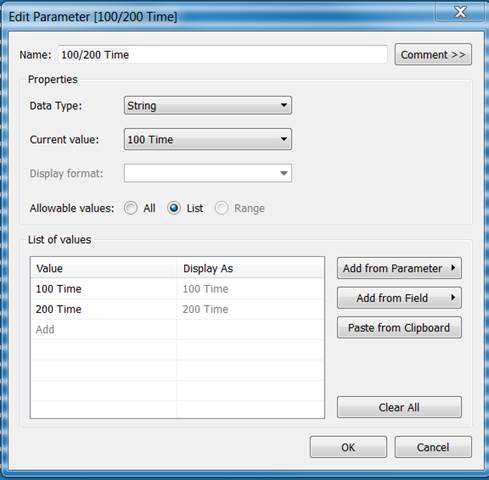 Edit Parameter [100/200 Time]
Name: 100/200 Time Comment >>
Properties
Data Type: String
Current value: 100 Time
Display format:
Allowable values: All List Range
List of values
Value Display As
100 Time 100 Time
200 Time 200 Time
Add
Add from Parameter
Add from Field
Paste from Clipboard
Clear All
OK Cancel